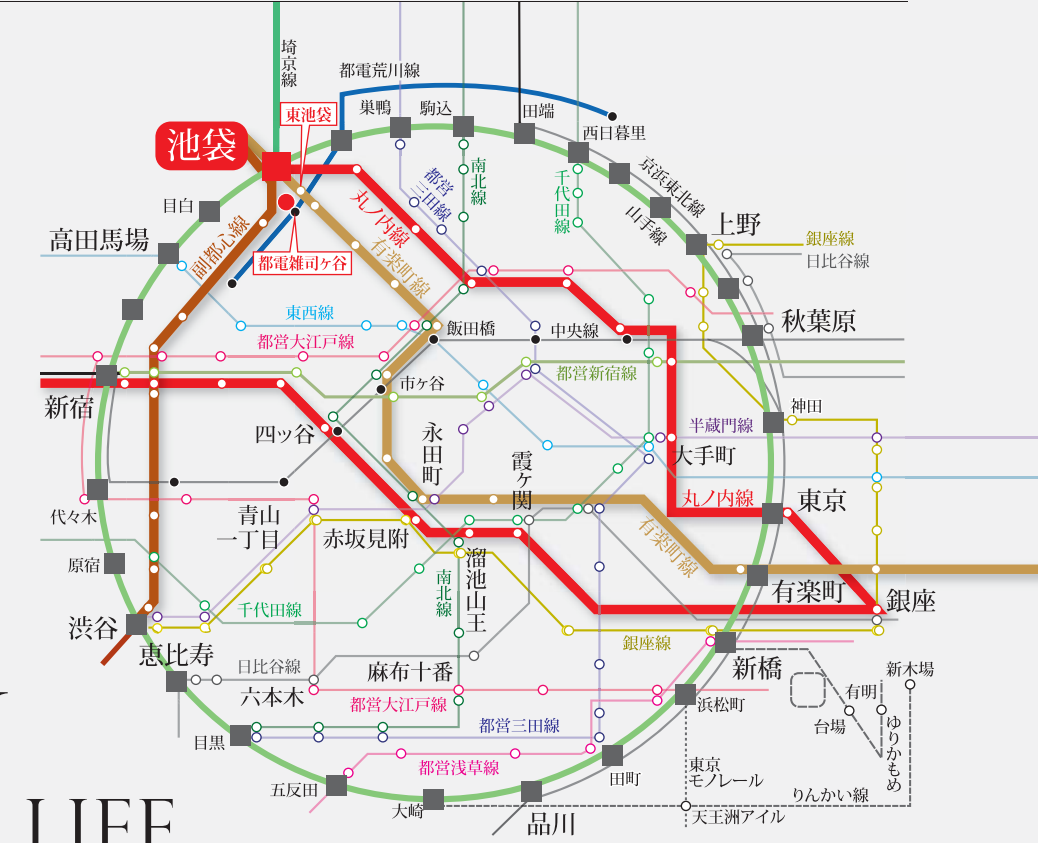 埼京線
都電荒川線
東池袋
巣鴨
駒込
田端
西日暮里
池袋
都営三田線
南北線
千代田線
京浜東北線
山手線
目白
副都心線
丸ノ内線
有楽町線
上野
銀座線
日比谷線
高田馬場
都電雑司ヶ谷
東西線
都営大江戸線
飯田橋
中央線
秋葉原
都営新宿線
市ヶ谷
新宿
四ッ谷
永田町
霞ヶ関
半蔵門線
神田
大手町
丸ノ内線
東京
代々木
青山
一丁目
赤坂見附
溜池山王
有楽町線
原宿
南北線
有楽町
銀座
千代田線
渋谷
恵比寿
日比谷線
麻布十番
銀座線
新橋
六本木
都営大江戸線
浜松町
新木場
有明
台場
ゆりかもめ
目黒
都営三田線
都営浅草線
五反田
田町
東京
モノレール
りんかい線
大崎
品川
天王洲アイル
LIFE